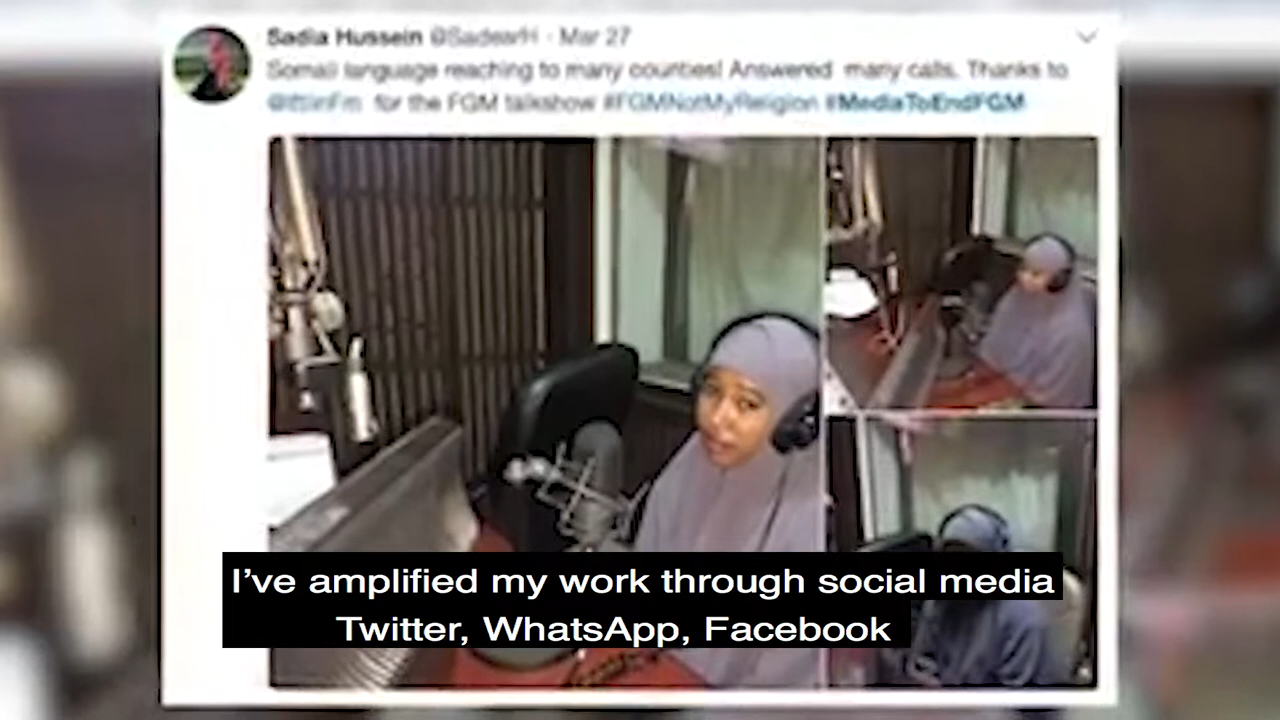 Sadia Hussein @SadearH · Mar 27
Somali language reaching to many counties! Answered many calls. Thanks to
for the FGM talkshow #FGMNotMyReligion #MediaToEndFGM
I’ve amplified my work through social media
Twitter, WhatsApp, Facebook